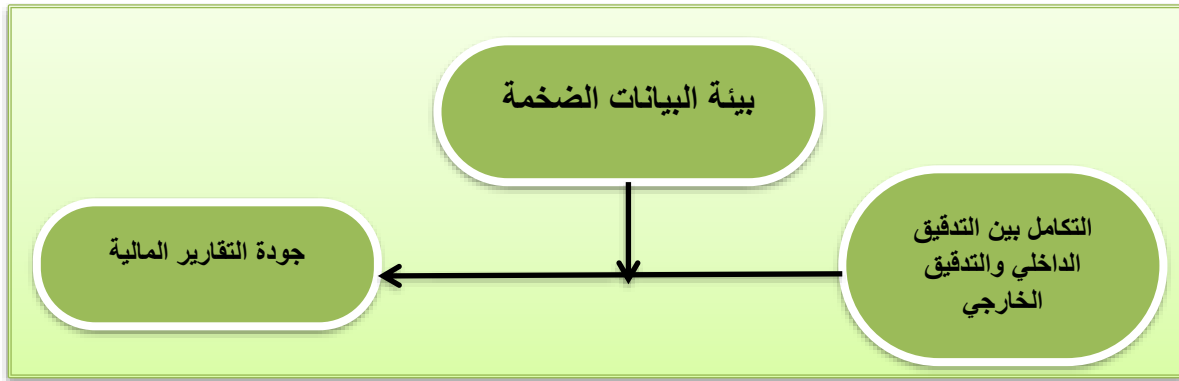 بيئة البيانات الضخمة
التكامل بين التدقيق
الداخلي والتدقيق
الخارجي
جودة التقارير المالية